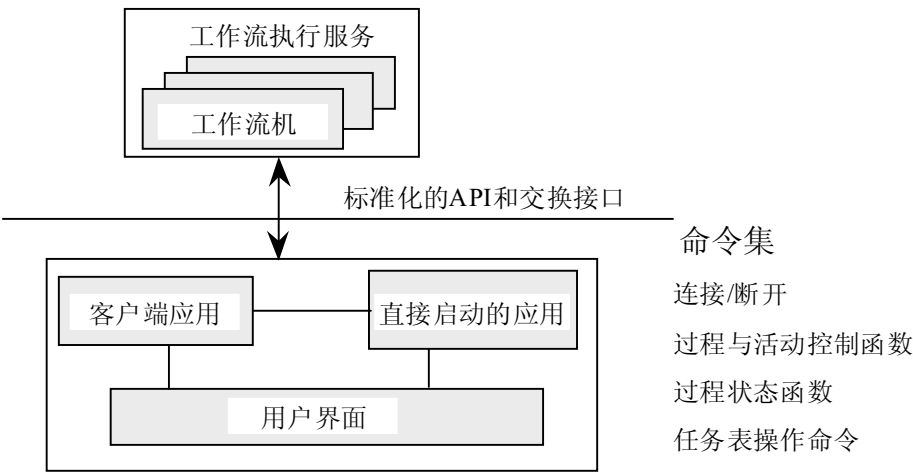 工作流执行服务
工作流机
标准化的API和交换接口
命令集
客户端应用
直接启动的应用
用户界面
连接/断开
过程与活动控制函数
过程状态函数
任务表操作命令